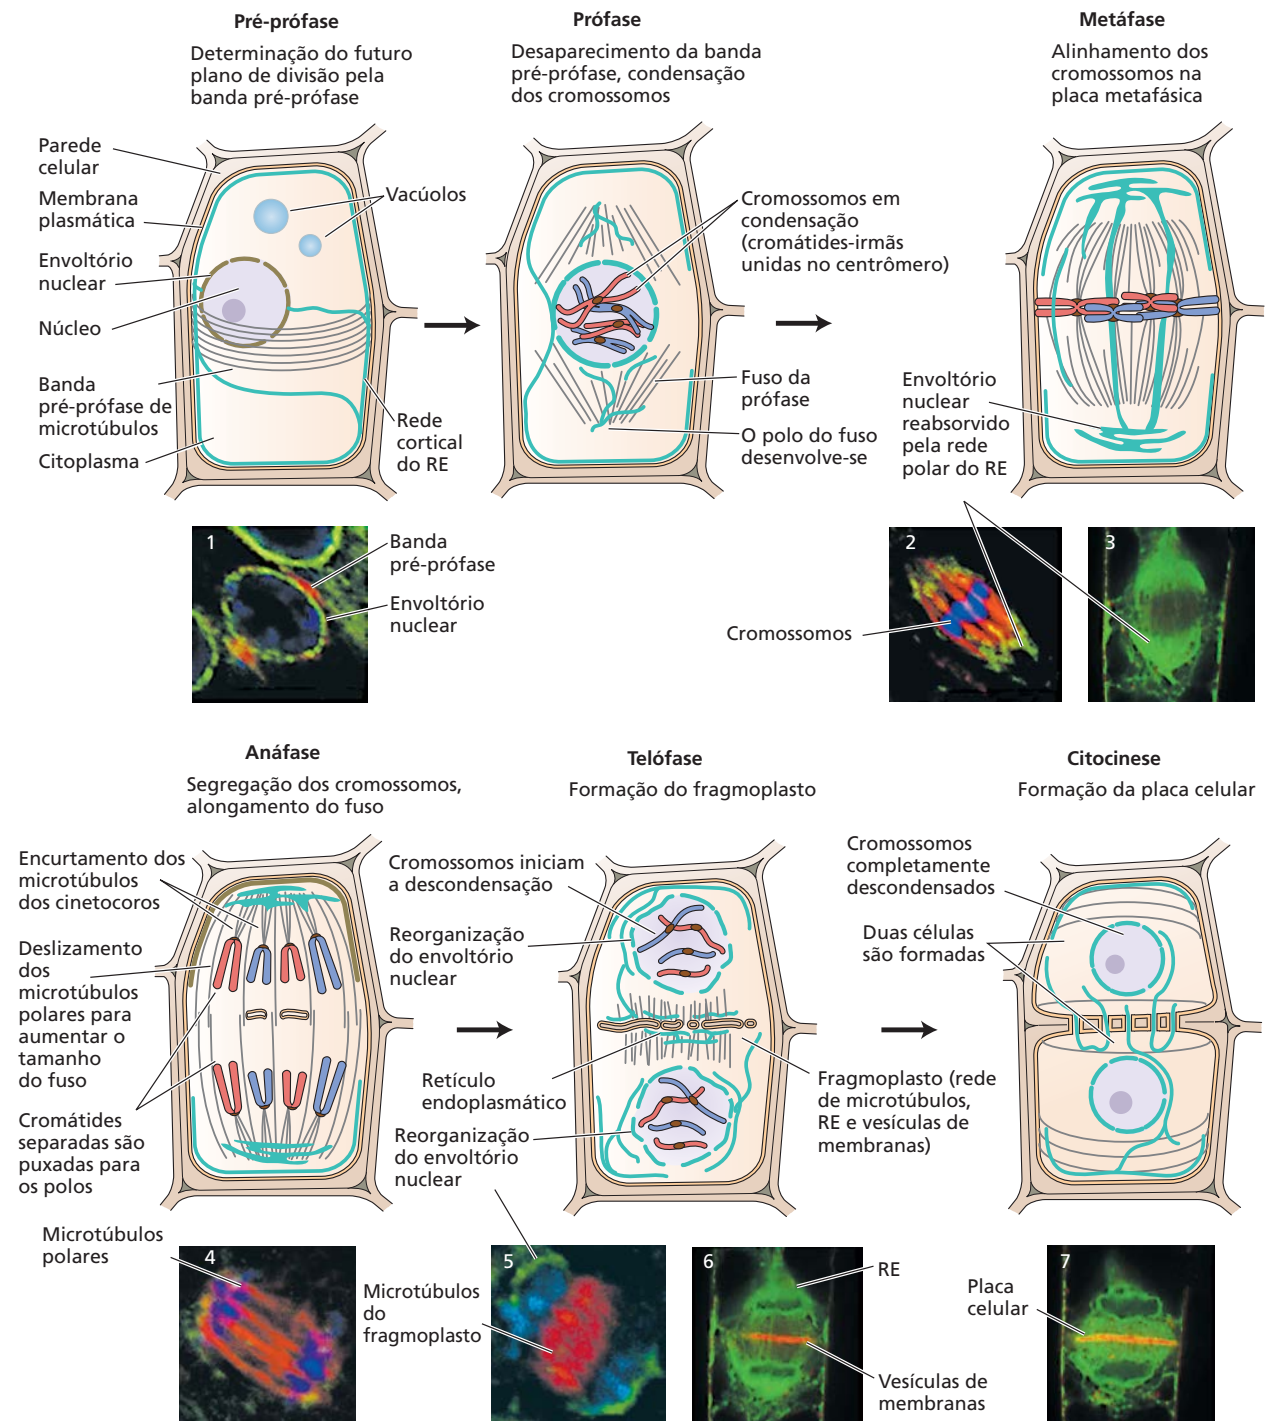 Pré-prófase
Determinação do futuro
plano de divisão pela
banda pré-prófase
Prófase
Desaparecimento da banda
pré-prófase, condensação
dos cromossomos
Metáfase
Alinhamento dos
cromossomos na
placa metafásica
Parede
celular
Membrana
plasmática
Envoltório
nuclear
Núcleo
Banda
pré-prófase de
microtúbulos
Citoplasma
Vacúolos
Rede
cortical
do RE
Cromossomos em
condensação
(cromátides-irmãs
unidas no centrômero)
Fuso da
prófase
O polo do fuso
desenvolve-se
Envoltório
nuclear
reabsorvido
pela rede
polar do RE
1
Banda
pré-prófase
Envoltório
nuclear
2
3
Cromossomos
Anáfase
Segregação dos cromossomos,
alongamento do fuso
Telófase
Formação do fragmoplasto
Citocinese
Formação da placa celular
Encurtamento dos
microtúbulos
dos cinetocoros
Deslizamento
dos
microtúbulos
polares para
aumentar o
tamanho
do fuso
Cromátides
separadas são
puxadas para
os polos
Cromossomos iniciam
a descondensação
Reorganização
do envoltório
nuclear
Retículo
endoplasmático
Reorganização
do envoltório
nuclear
Cromossomos
completamente
descondensados
Duas células
são formadas
Fragmoplasto (rede
de microtúbulos,
RE e vesículas de
membranas)
Microtúbulos
polares
4
Microtúbulos
do
fragmoplasto
5
6
RE
Vesículas de
membranas
Placa
celular
7